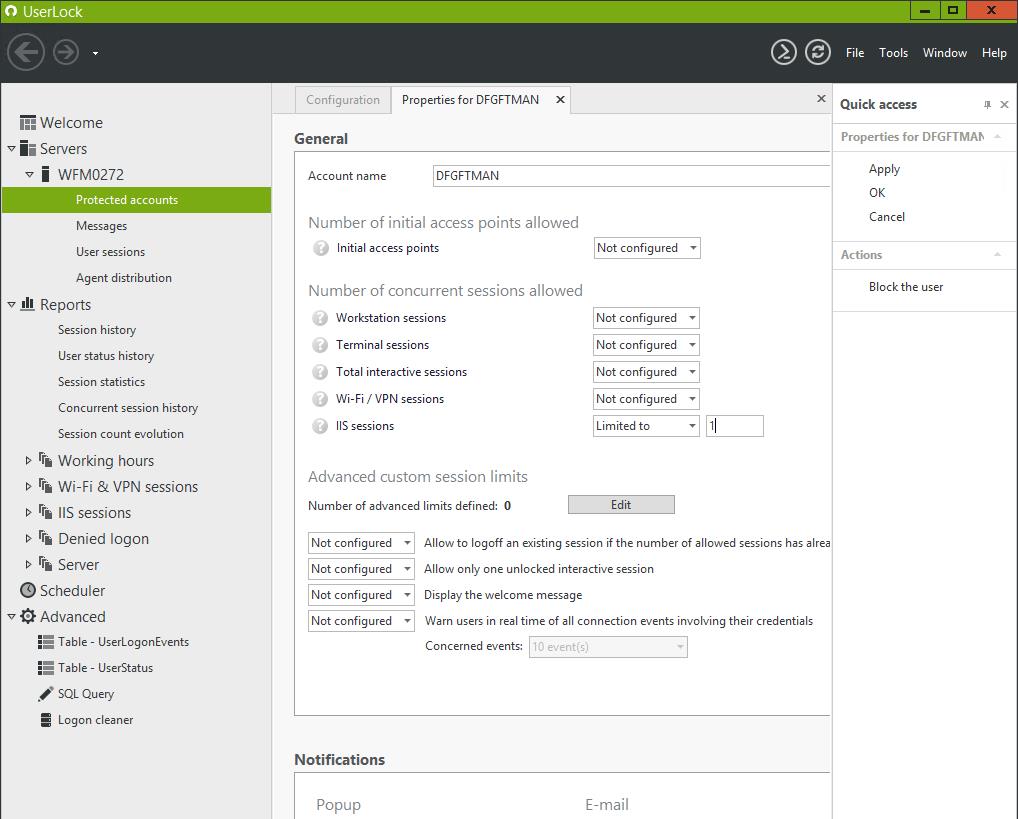 UserLock
File Tools Window Help
Welcome
Servers
WFM0272
Protected accounts
Messages
User sessions
Agent distribution
Reports
Session history
User status history
Session statistics
Concurrent session history
Session count evolution
Working hours
Wi-Fi & VPN sessions
IIS sessions
Denied logon
Server
Scheduler
Advanced
Table - UserLogonEvents
Table - UserStatus
SQL Query
Logon cleaner
Configuration Properties for DFGFTMAN
General
Account name DFGFTMAN
Number of initial access points allowed
? Initial access points Not configured
Number of concurrent sessions allowed
? Workstation sessions Not configured
? Terminal sessions Not configured
? Total interactive sessions Not configured
? Wi-Fi / VPN sessions Not configured
? IIS sessions Limited to 1
Advanced custom session limits
Number of advanced limits defined: 0 Edit
Not configured Allow to logoff an existing session if the number of allowed sessions has alrea
Not configured Allow only one unlocked interactive session
Not configured Display the welcome message
Not configured Warn users in real time of all connection events involving their credentials
Concerned events: 10 event(s)
Notifications
Popup E-mail
Quick access
Properties for DFGFTMAN
Apply
OK
Cancel
Actions
Block the user